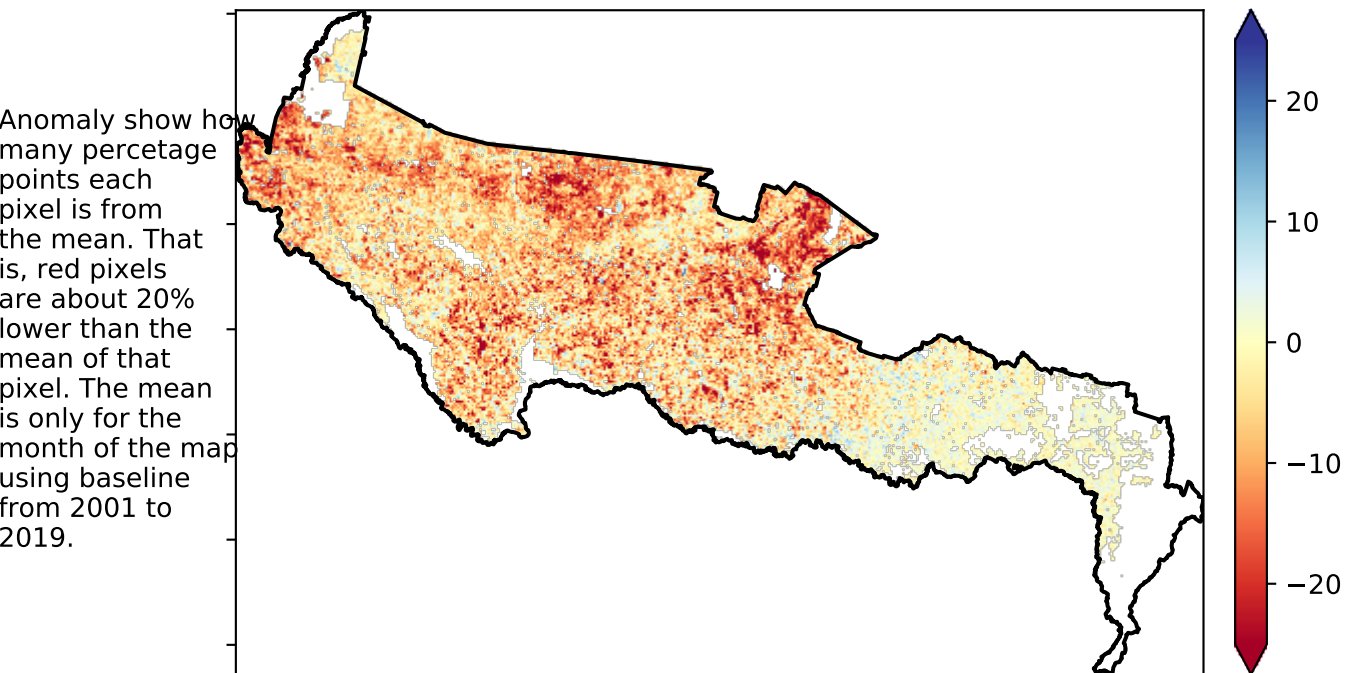 Anomaly show how
many percetage
points each
pixel is from
the mean. That
is, red pixels
are about 20%
lower than the
mean of that
pixel. The mean
is only for the
month of the map
using baseline
from 2001 to
2019.
20
10
0
−10
−20